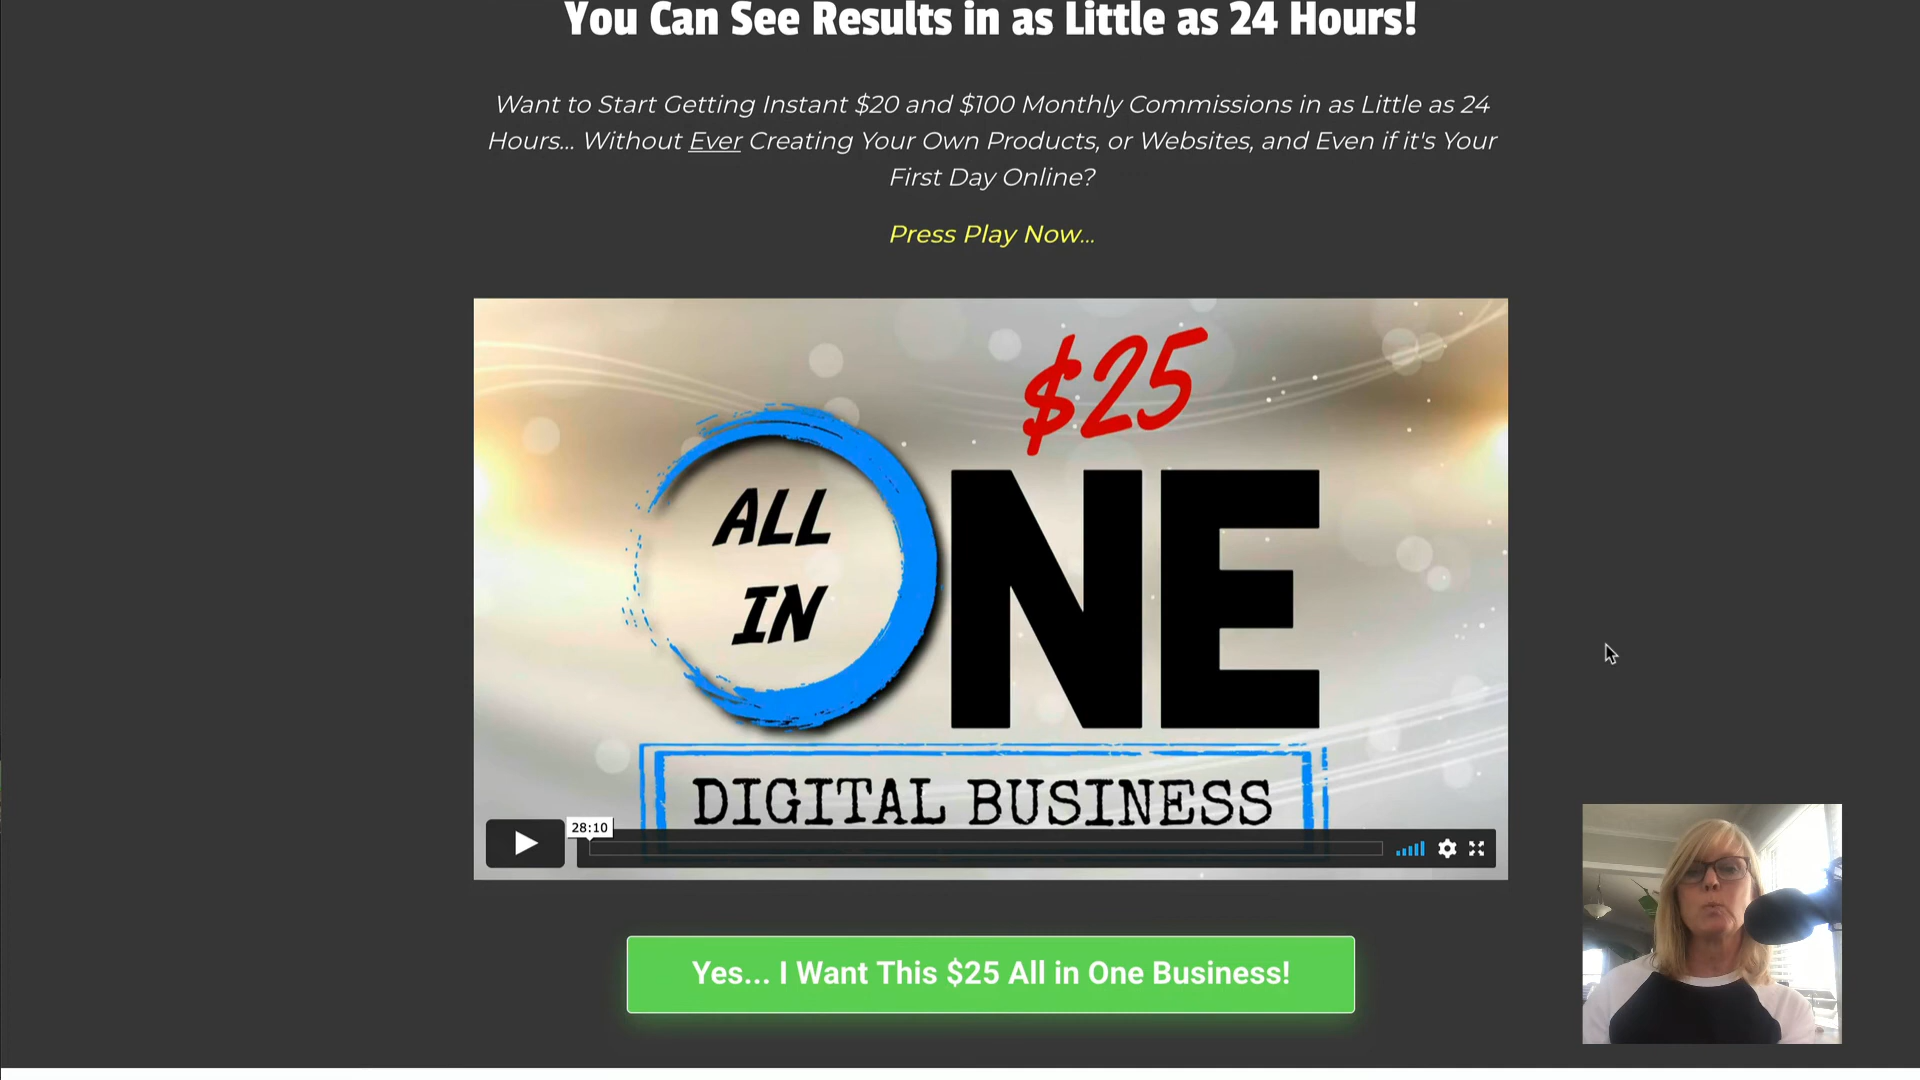 You Can See Results in as Little as 24 Hours!
Want to Start Getting Instant $20 and $100 Monthly Commissions in as Little as 24
Hours... Without Ever Creating Your Own Products, or Websites, and Even if it's Your
First Day Online?
Press Play Now...
$25
ALL
IN
ONE
DIGITAL BUSINESS
28:10
Yes... I Want This $25 All in One Business!